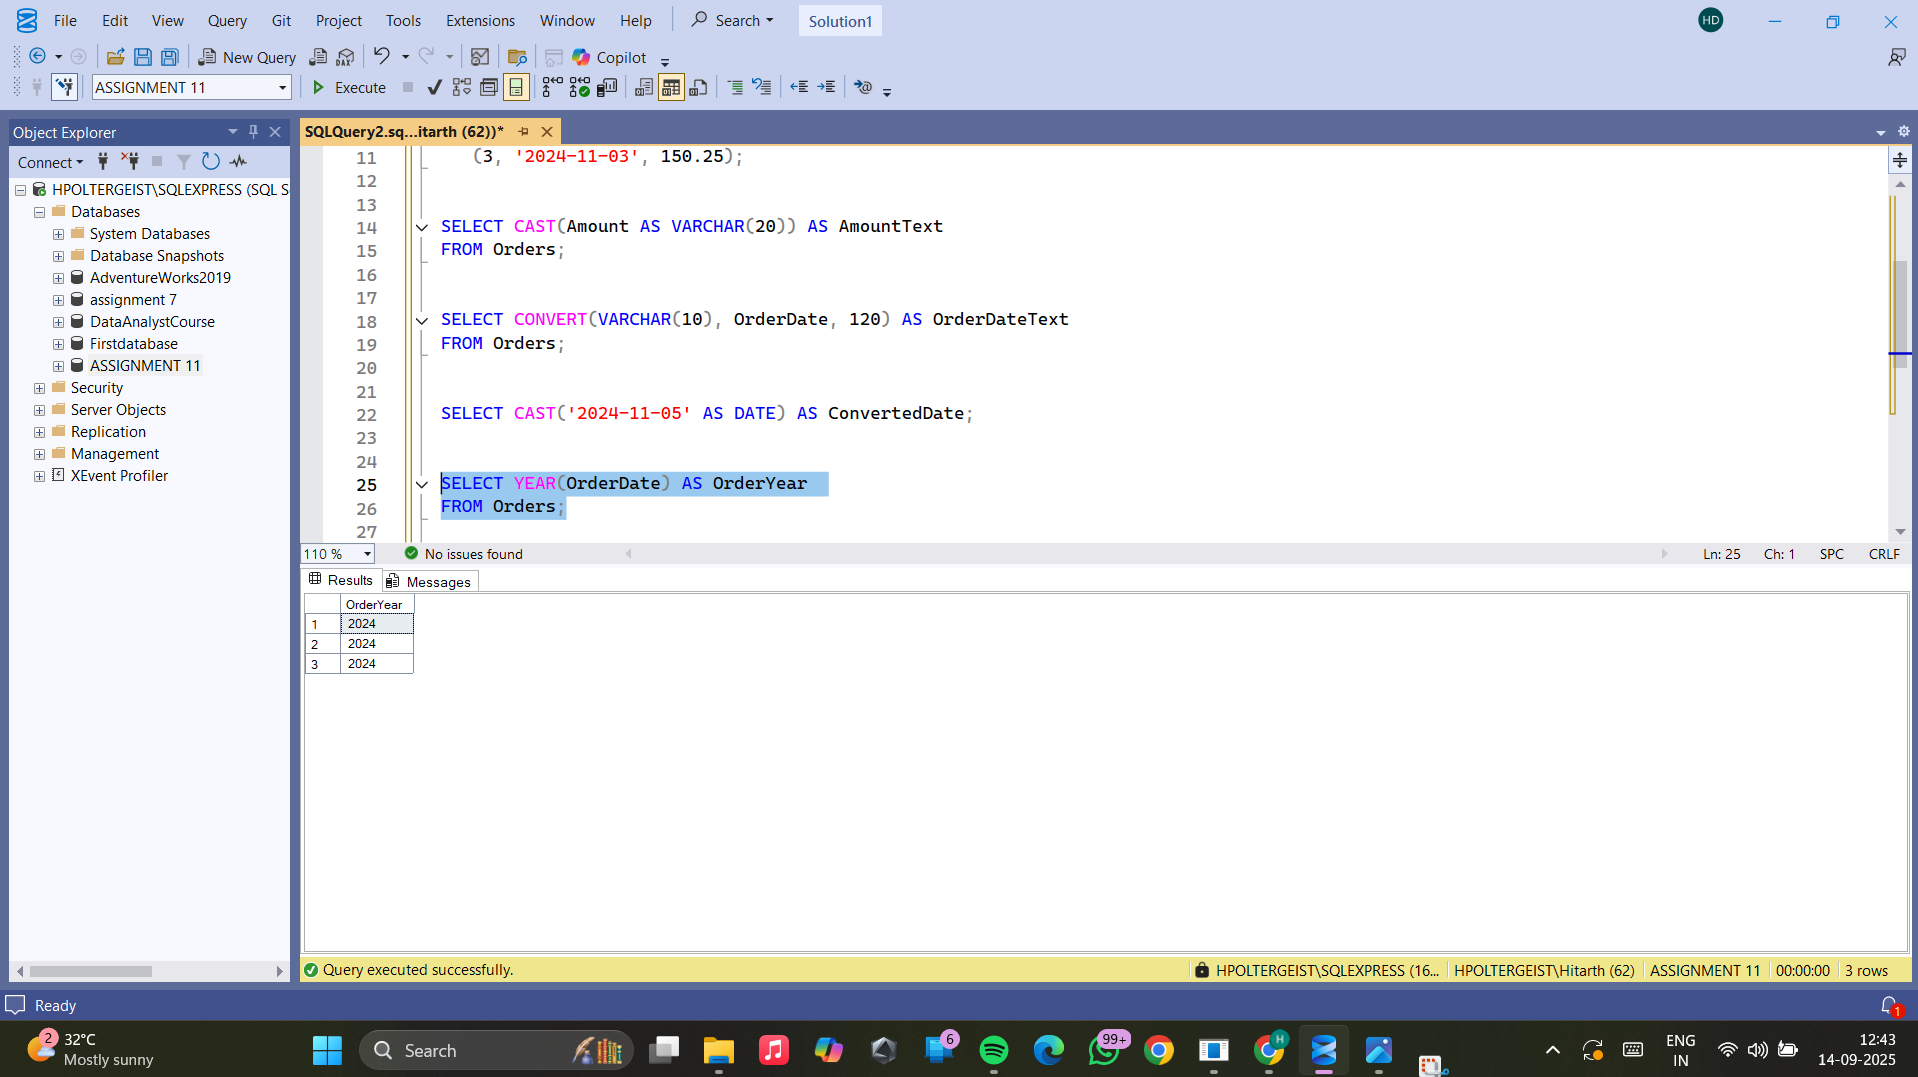 File Edit View Query Git Project Tools Extensions Window Help Search Solution1 HD
New Query DAX Copilot
ASSIGNMENT 11 Execute
Object Explorer
Connect
HPOLTERGEIST\SQLEXPRESS (SQL S
Databases
System Databases
Database Snapshots
AdventureWorks2019
assignment 7
DataAnalystCourse
Firstdatabase
ASSIGNMENT 11
Security
Server Objects
Replication
Management
XEvent Profiler
SQLQuery2.sq...itarth (62))*
11 (3, '2024-11-03', 150.25);
12
13
14 SELECT CAST(Amount AS VARCHAR(20)) AS AmountText
15 FROM Orders;
16
17
18 SELECT CONVERT(VARCHAR(10), OrderDate, 120) AS OrderDateText
19 FROM Orders;
20
21
22 SELECT CAST('2024-11-05' AS DATE) AS ConvertedDate;
23
24
25 SELECT YEAR(OrderDate) AS OrderYear
26 FROM Orders;
27
110 % No issues found Ln: 25 Ch: 1 SPC CRLF
Results Messages
OrderYear
1 2024
2 2024
3 2024
Query executed successfully. HPOLTERGEIST\SQLEXPRESS (16... HPOLTERGEIST\Hitarth (62) ASSIGNMENT 11 00:00:00 3 rows
Ready 1
2 32°C
Mostly sunny
Search 6 99+ H
ENG
IN
12:43
14-09-2025